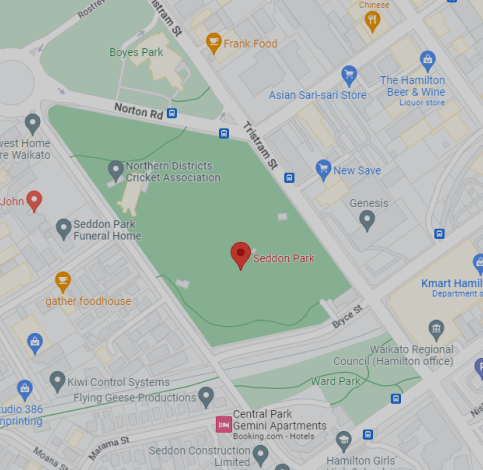 Rostrev
Tristram St
Chinese
Boyes Park
Frank Food
Asian Sari-sari Store
The Hamilton
Beer & Wine
Liquor store
Norton Rd
Tristram St
west Home
re Waikato
Northern Districts
Cricket Association
New Save
John
Genesis
Seddon Park
Funeral Home
Seddon Park
gather foodhouse
Kmart Hamil
Department s
Bryce St
Waikato Regional
Council (Hamilton office)
Kiwi Control Systems
Ward Park
Flying Geese Productions
tudio 386
nprinting
Central Park
Gemini Apartments
Booking.com - Hotels
Marama St
Moana St
Seddon Construction
Limited
Hamilton Girls'